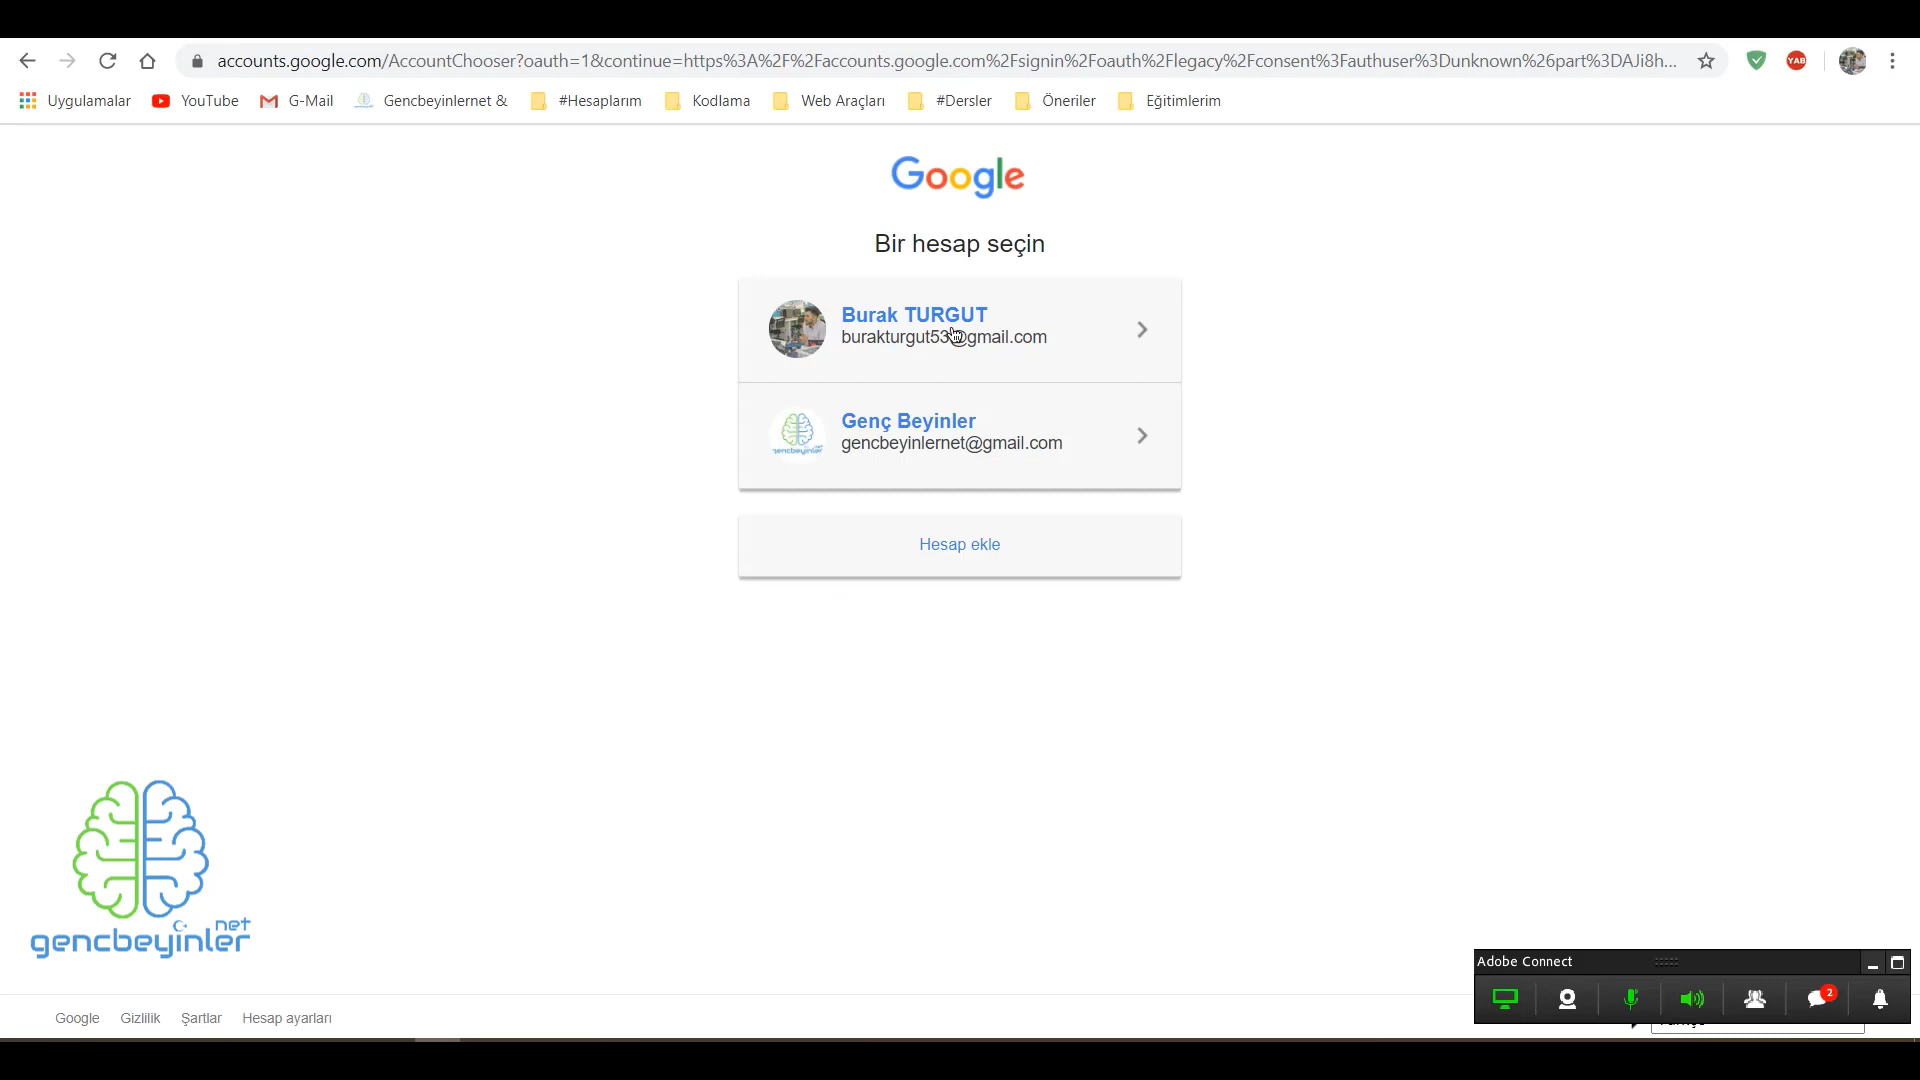 accounts.google.com/AccountChooser?oauth=1&continue=https%3A%2F%2Faccounts.google.com%2Fsignin%2Foauth%2Flegacy%2Fconsent%3Fauthuser%3Dunknown%26part%3DAJi8h...
YAB
Uygulamalar YouTube G-Mail Gencbeyinlernet & #Hesaplarım Kodlama Web Araçları #Dersler Öneriler Eğitimlerim
Google
Bir hesap seçin
Burak TURGUT
burakturgut53@gmail.com
Genç Beyinler
gencbeyinlernet@gmail.com
gencbeyinler
Hesap ekle
net
gencbeyinler
Adobe Connect
2
Google Gizlilik Şartlar Hesap ayarları